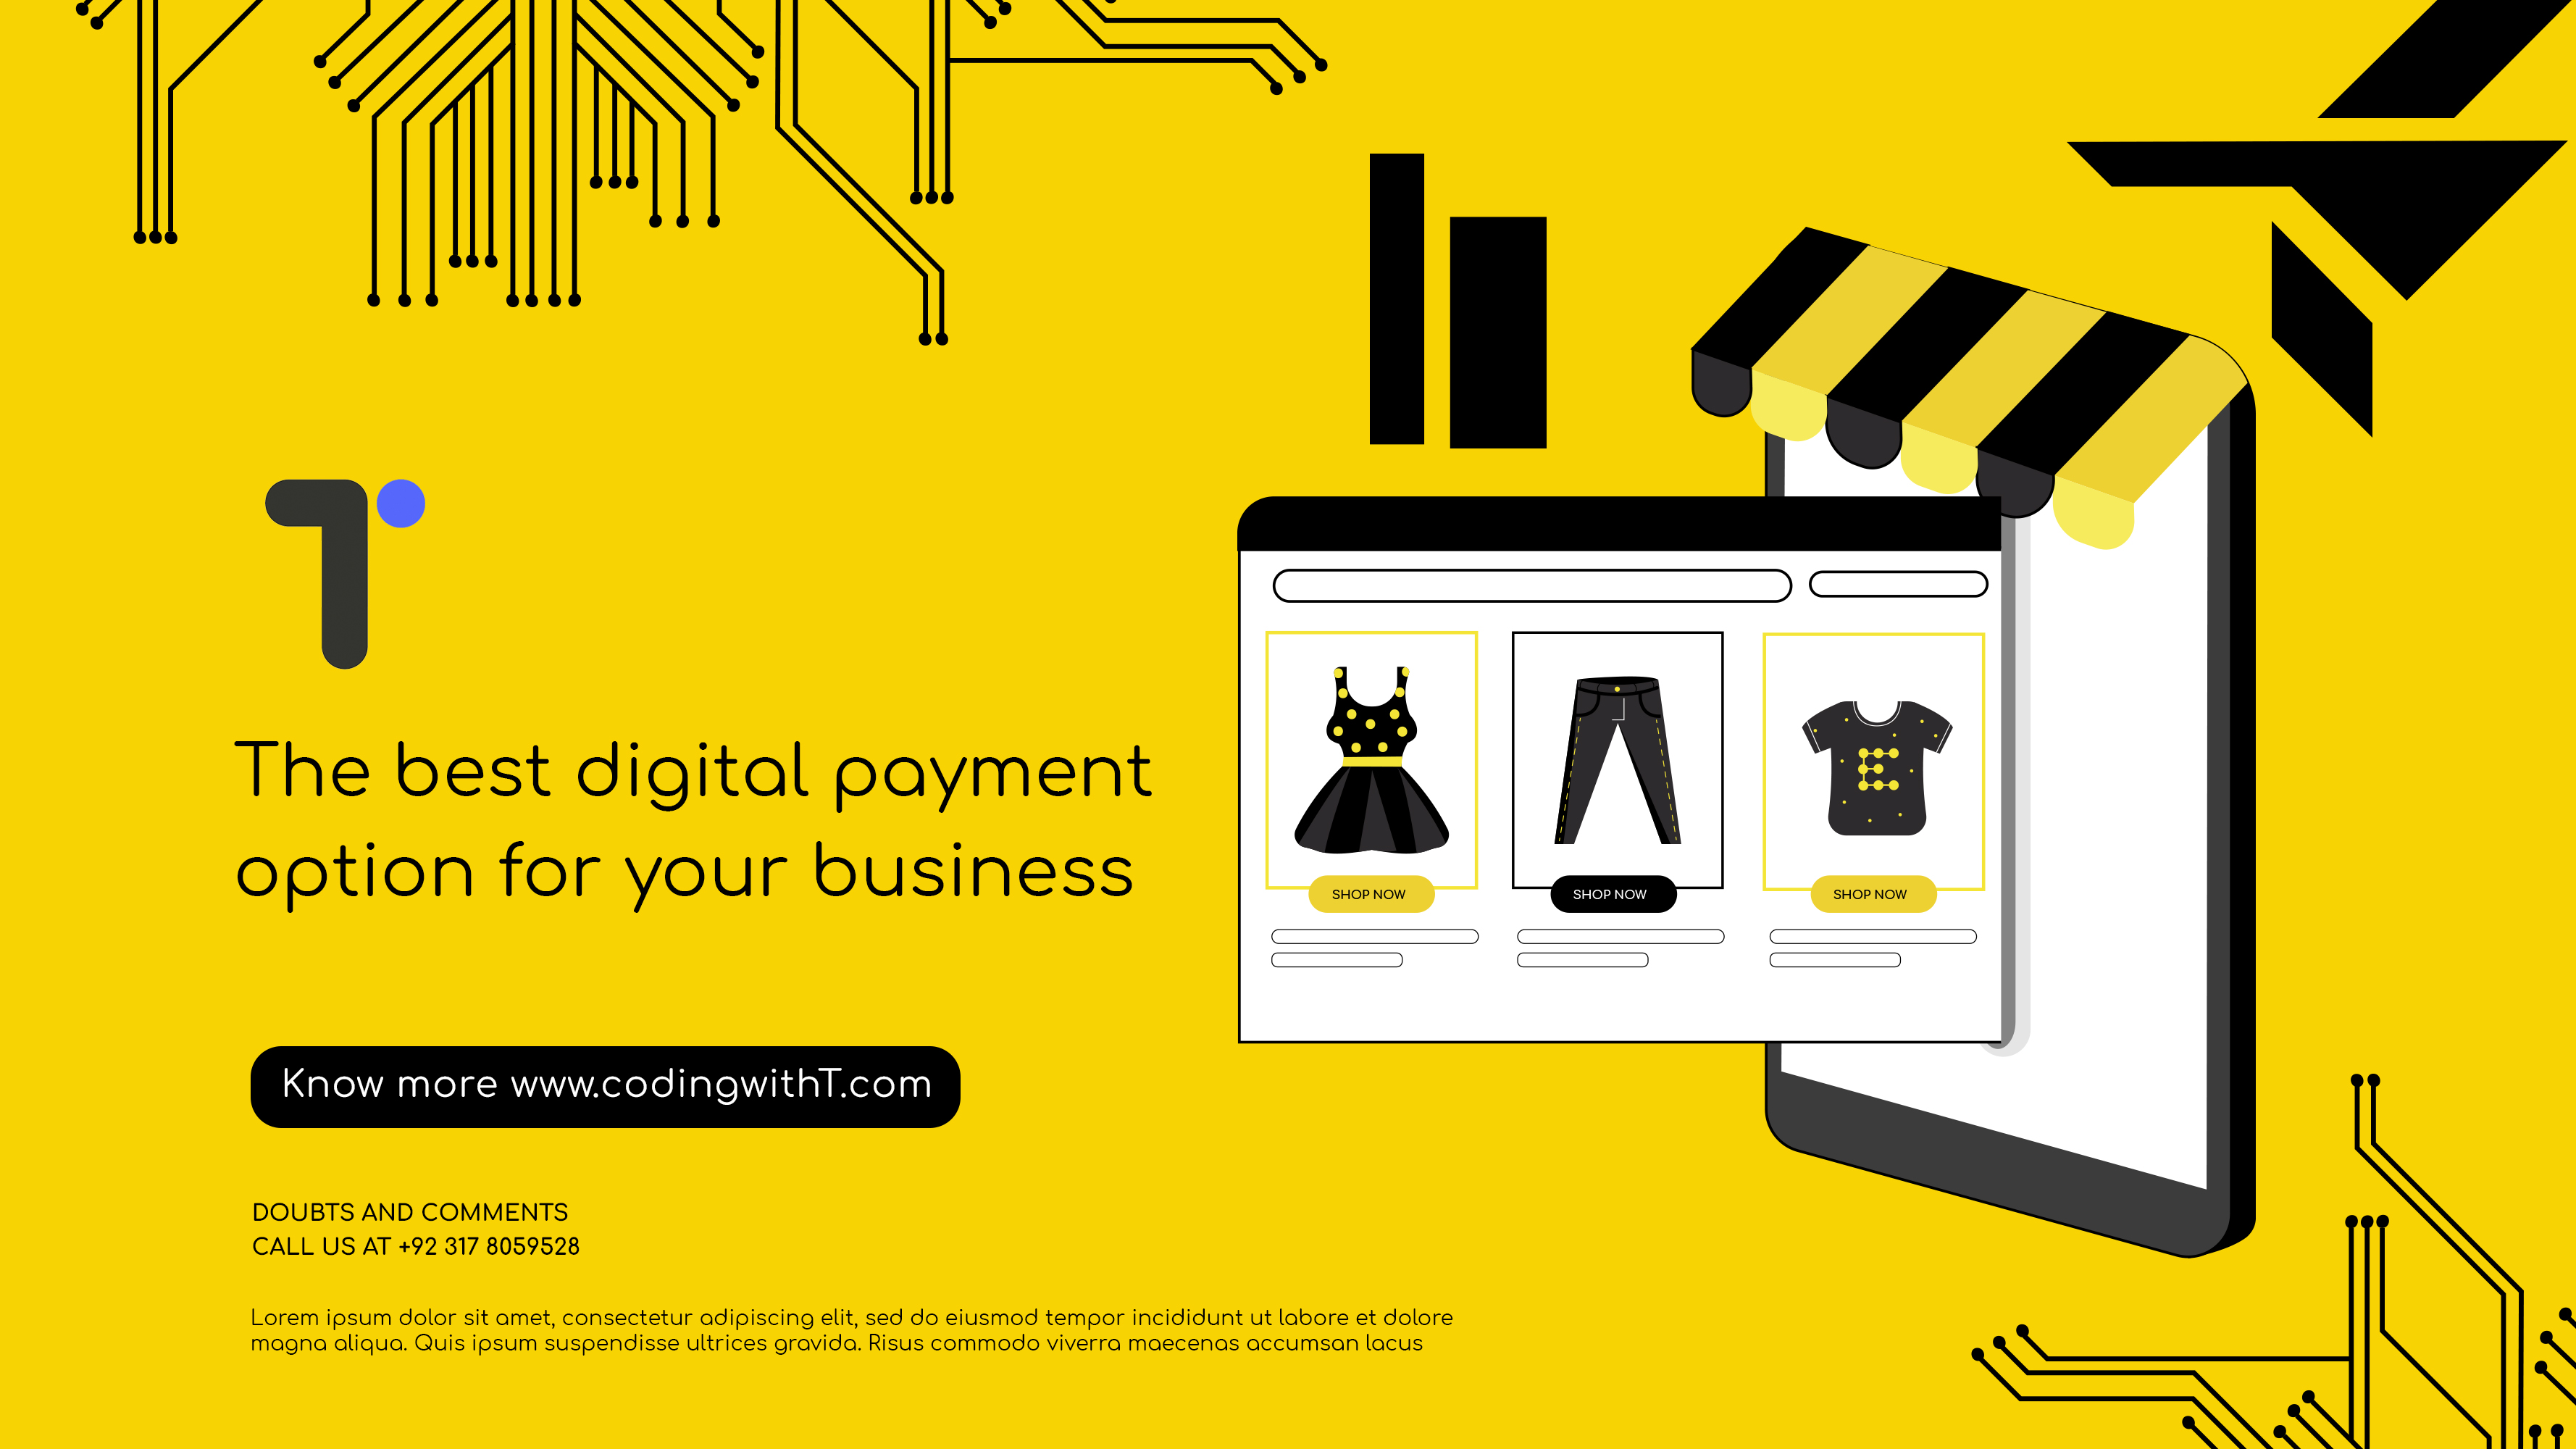 The best digital payment
option for your business
SHOP NOW
SHOP NOW
SHOP NOW
Know more www.codingwithT.com
DOUBTS AND COMMENTS
CALL US AT +92 317 8059528
Lorem ipsum dolor sit amet, consectetur adipiscing elit, sed do eiusmod tempor incididunt ut labore et dolore
magna aliqua. Quis ipsum suspendisse ultrices gravida. Risus commodo viverra maecenas accumsan lacus